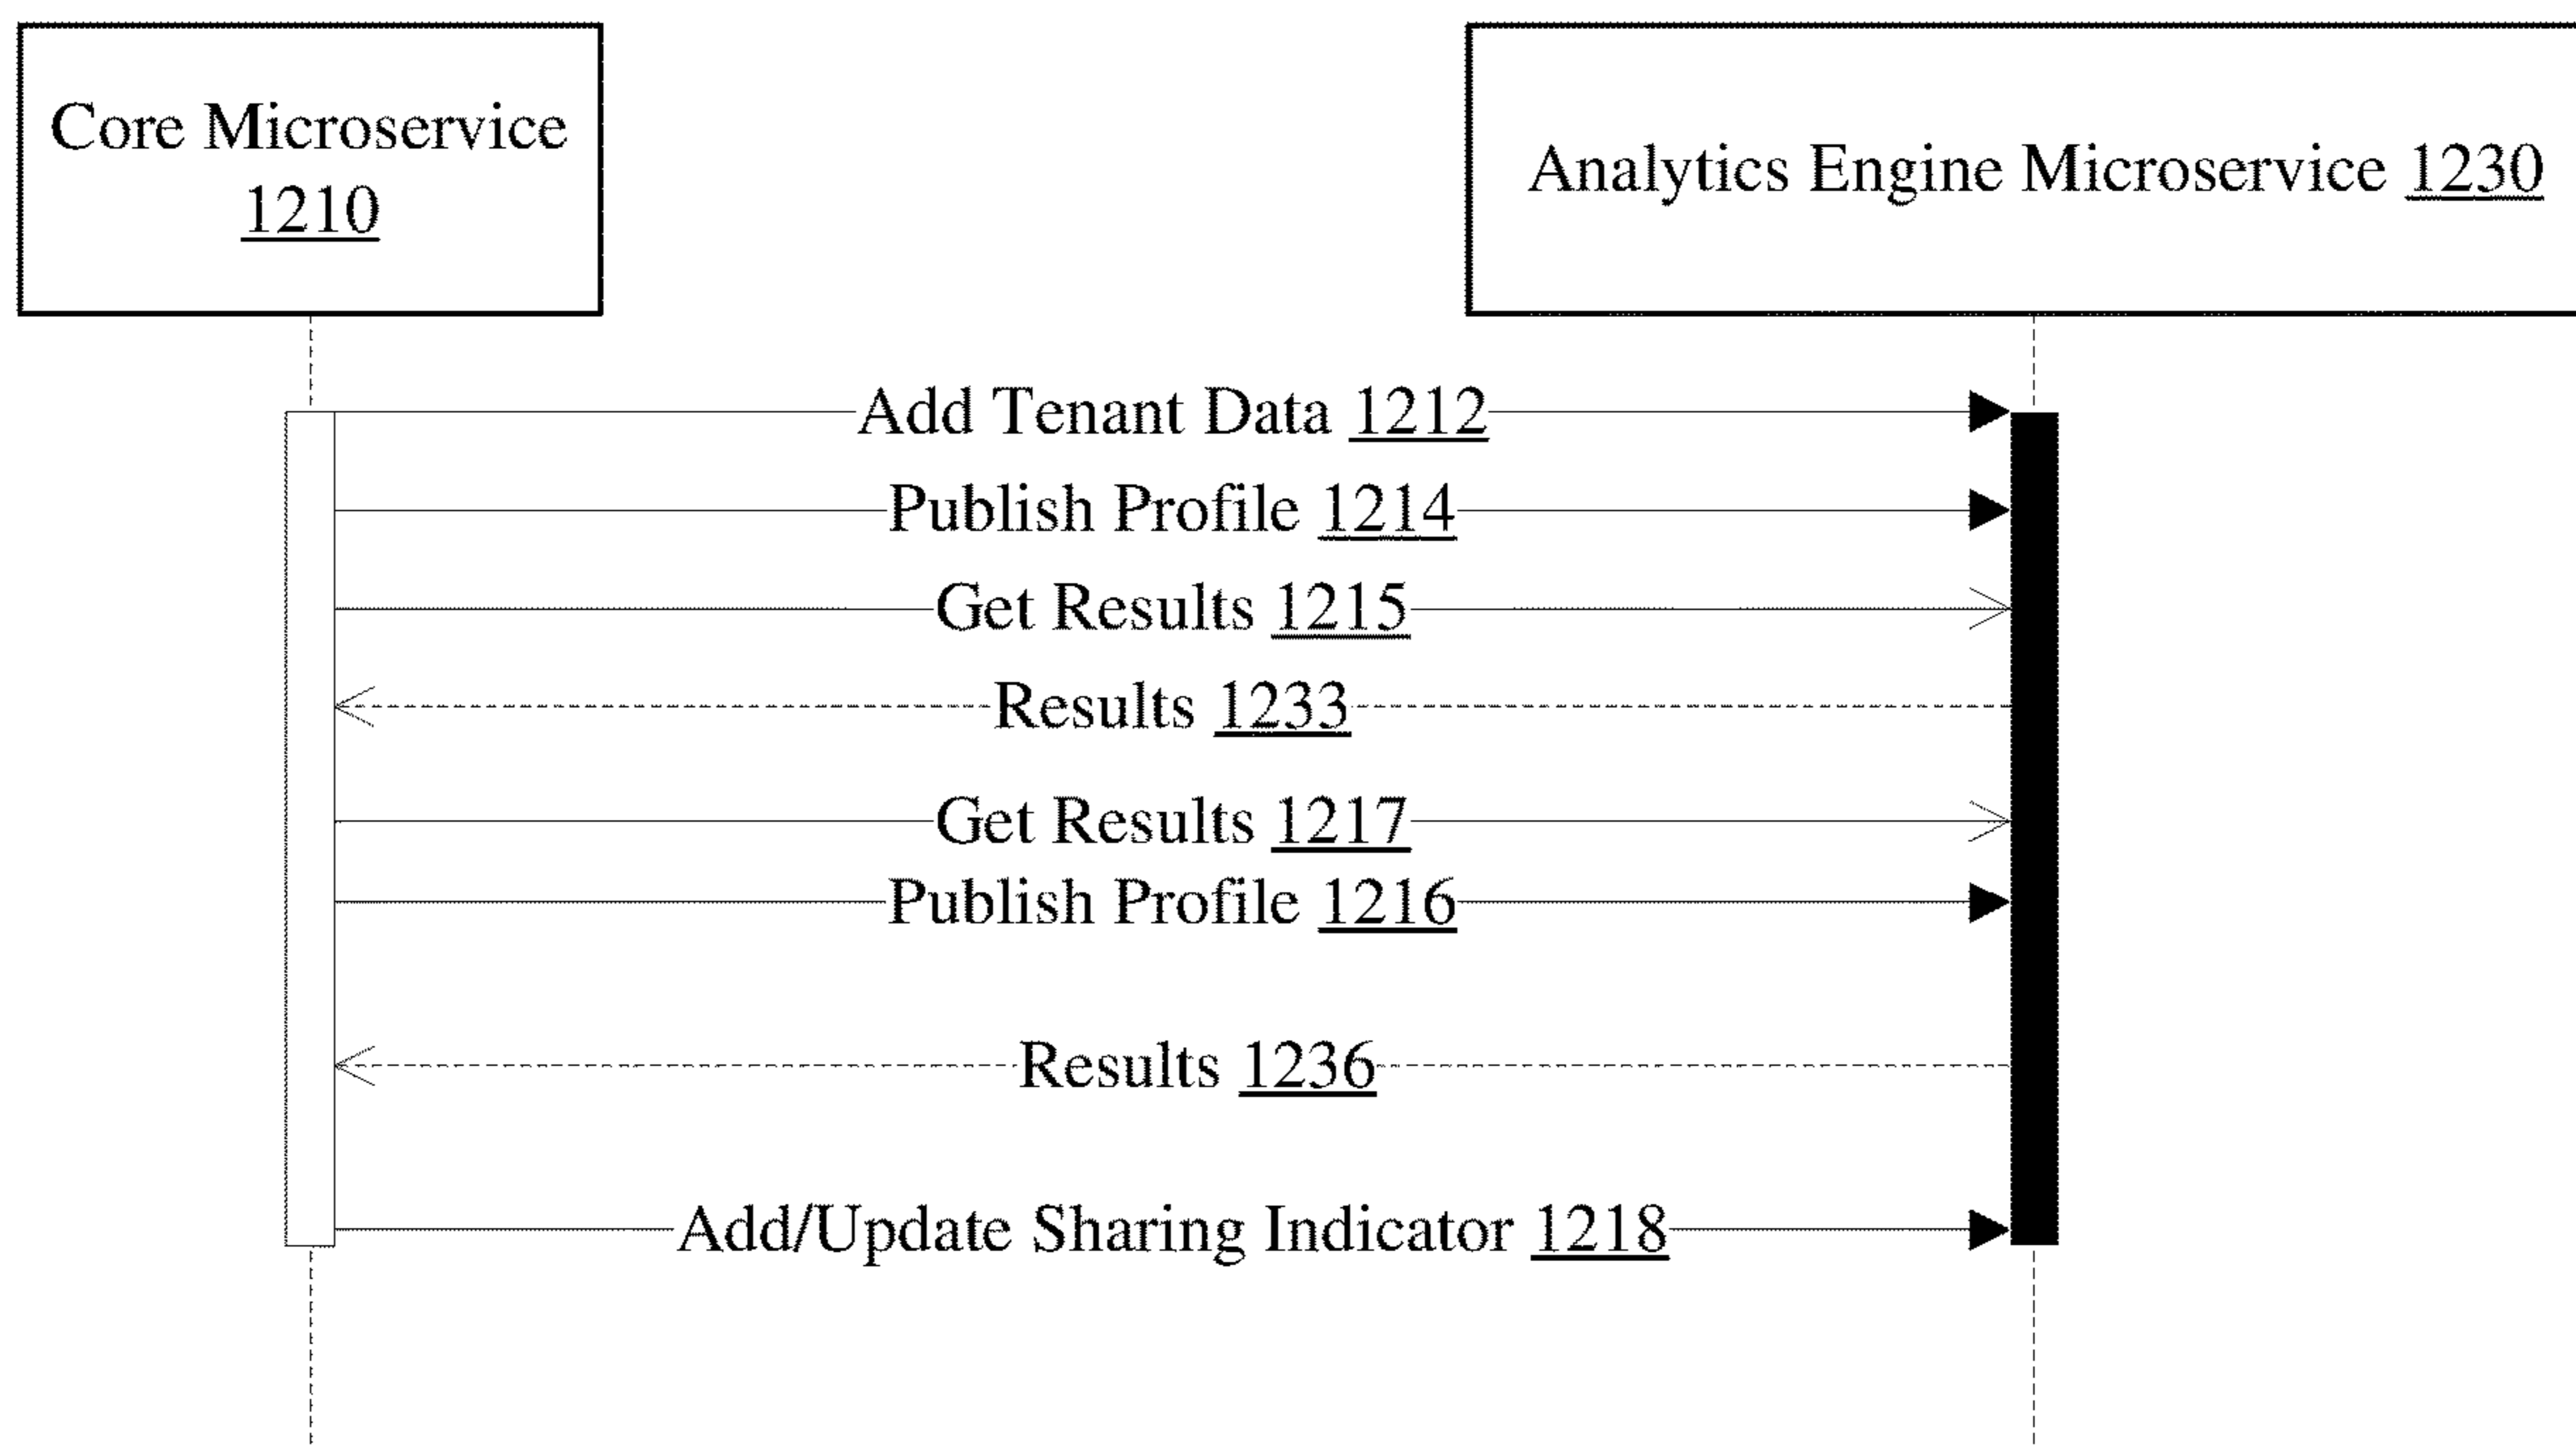 Core Microservice
1210
Analytics Engine Microservice 1230
Add Tenant Data 1212
Publish Profile 1214
Get Results 1215
Results 1233
Get Results 1217
Publish Profile 1216
Results 1236
Add/Update Sharing Indicator 1218